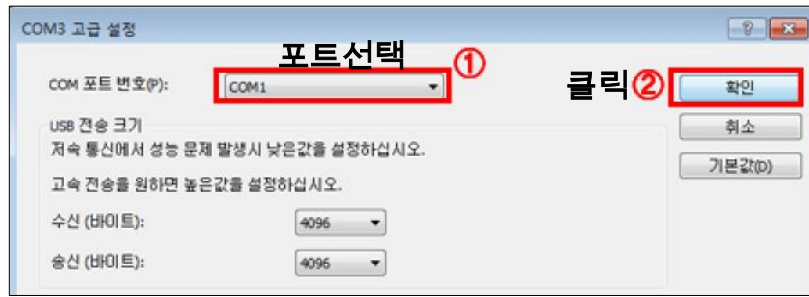 COM3 고급 설정
포트선택 ①
COM 포트 번호(P): COM1
클릭② 확인
취소
기본값(D)
USB 전송 크기
저속 통신에서 성능 문제 발생시 낮은값을 설정하십시오.
고속 전송을 원하면 높은값을 설정하십시오.
수신 (바이트): 4096
송신 (바이트): 4096